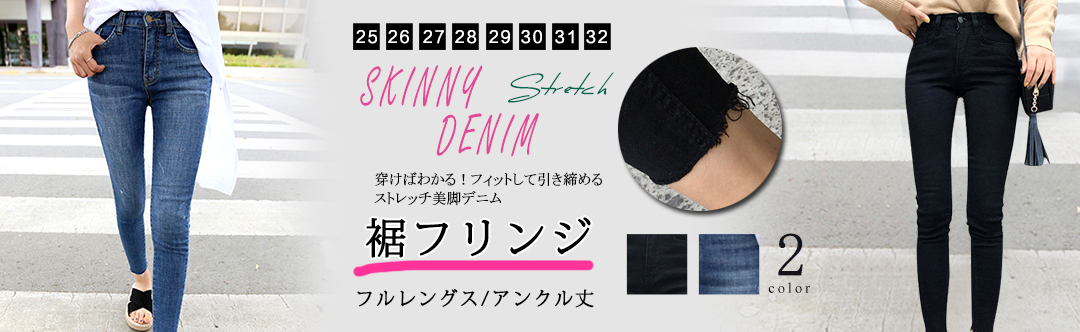 25 26 27 28 29 30 31 32
SKINNY Stretch
DENIM
穿けばわかる！フィットして引き締める
ストレッチ美脚デニム
裾フリンジ
フルレングス/アンクル丈
2
color